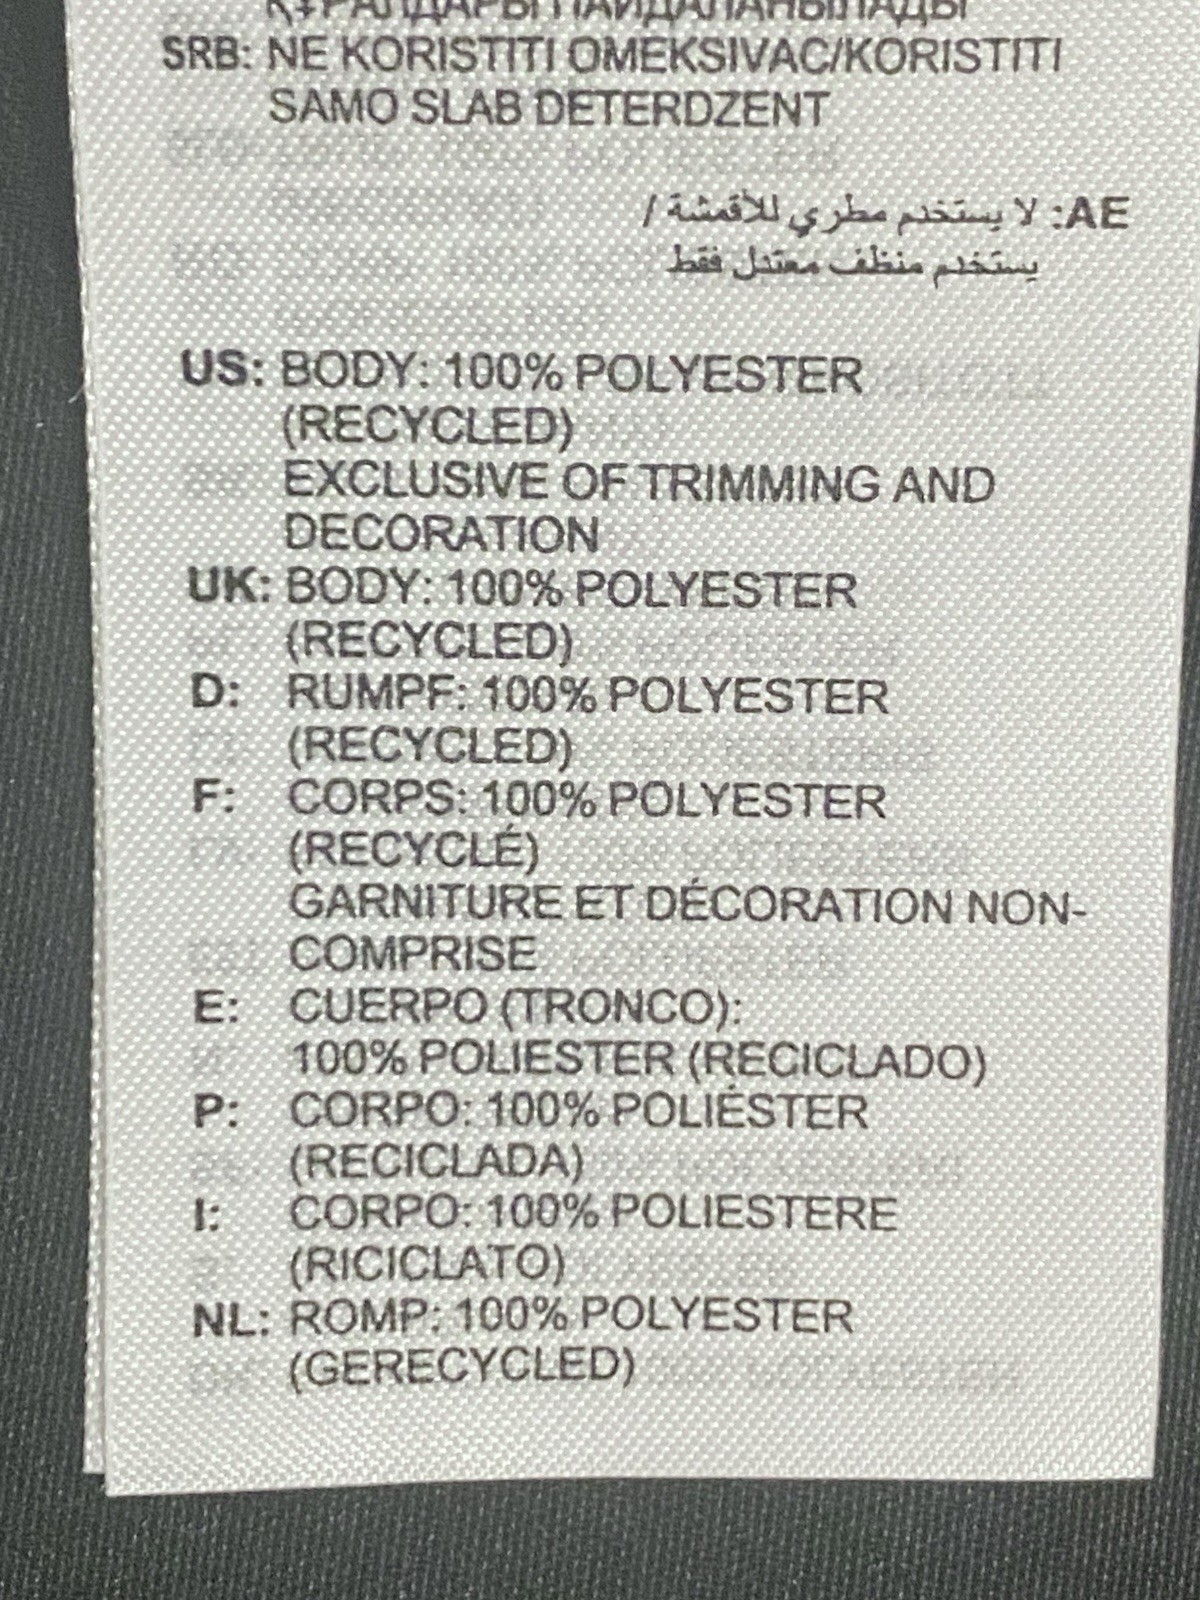 SRB: NE KORISTITI OMEKSIVAC/KORISTITI
SAMO SLAB DETERDZENT
AE: لا يستخدم مطري للأقمشة /
يستخدم منظف معتدل فقط
US: BODY: 100% POLYESTER
(RECYCLED)
EXCLUSIVE OF TRIMMING AND
DECORATION
UK: BODY: 100% POLYESTER
(RECYCLED)
D: RUMPF: 100% POLYESTER
(RECYCLED)
F: CORPS: 100% POLYESTER
(RECYCLÉ)
GARNITURE ET DÉCORATION NON-
COMPRISE
E: CUERPO (TRONCO):
100% POLIESTER (RECICLADO)
P: CORPO: 100% POLIÉSTER
(RECICLADA)
I: CORPO: 100% POLIESTERE
(RICICLATO)
NL: ROMP: 100% POLYESTER
(GERECYCLED)